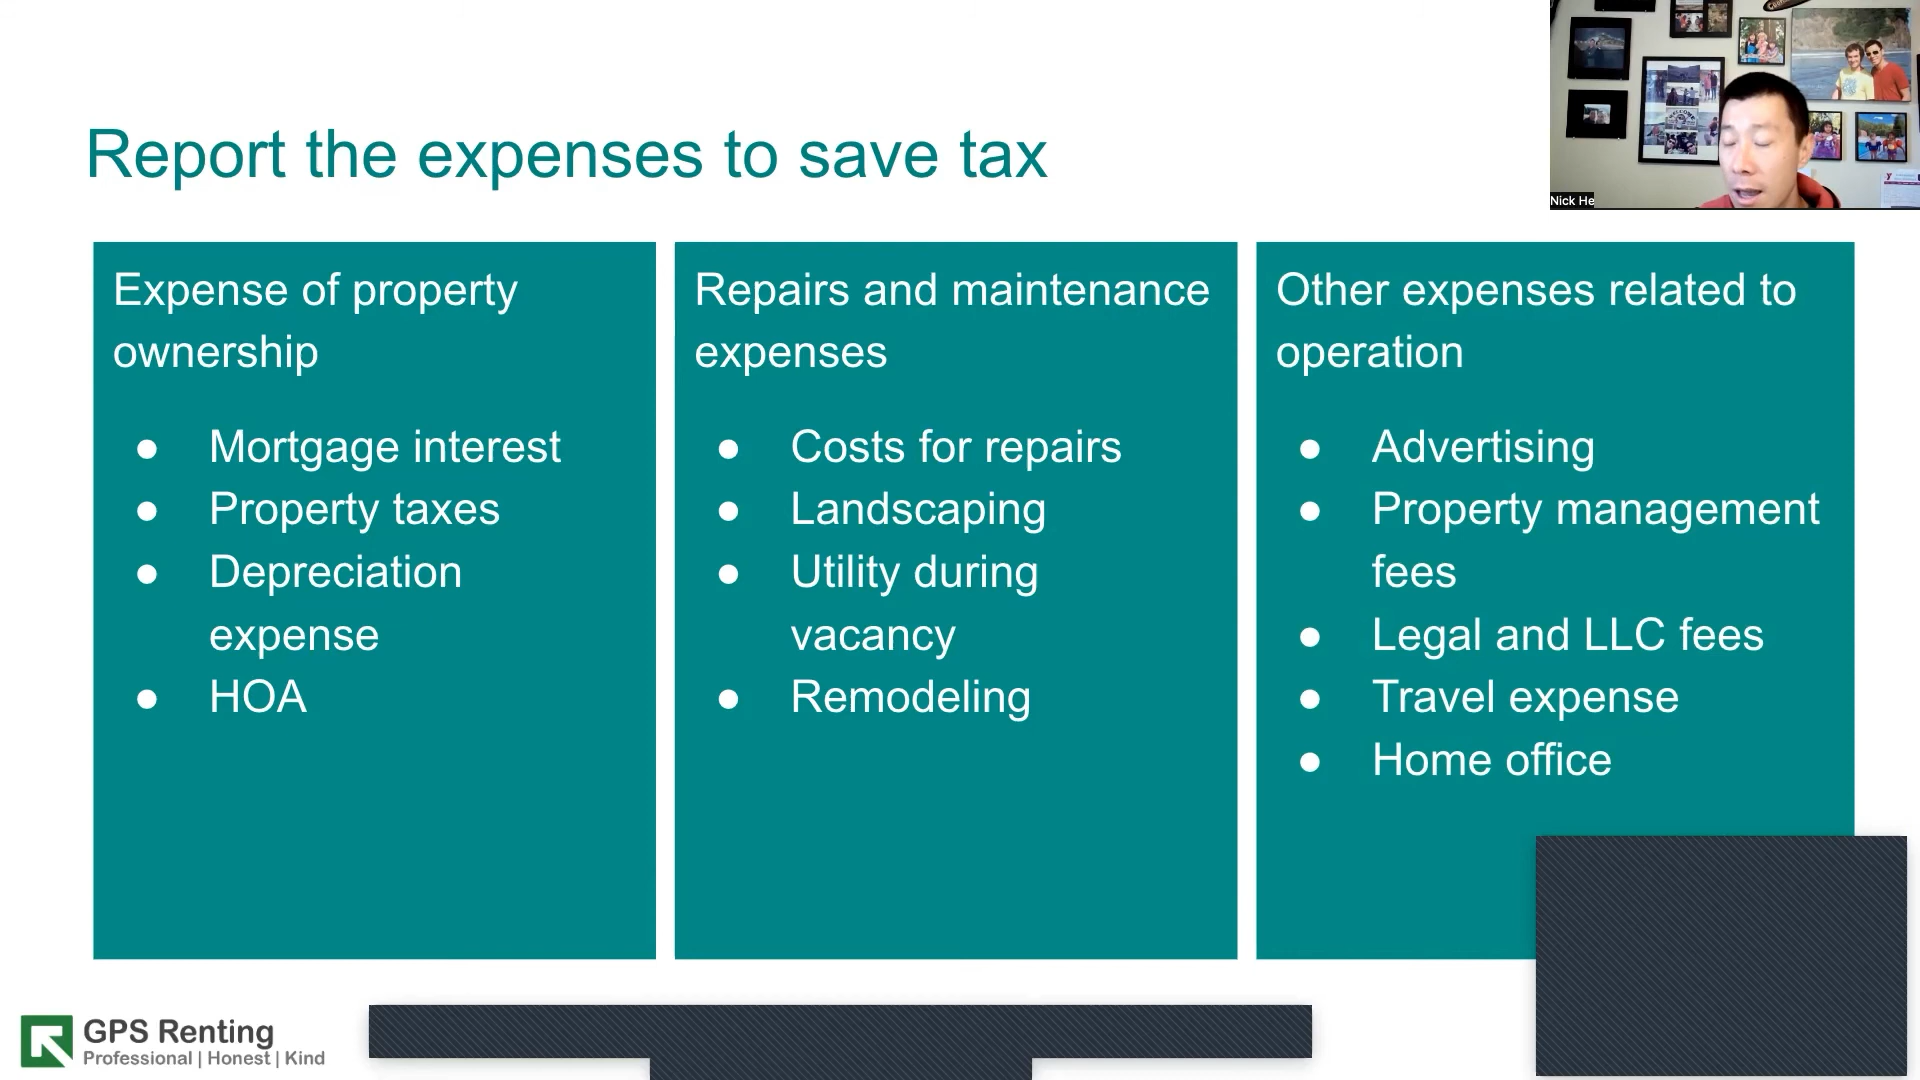 Report the expenses to save tax
Nick He
Expense of property
ownership
● Mortgage interest
● Property taxes
● Depreciation
expense
● HOA
Repairs and maintenance
expenses
● Costs for repairs
● Landscaping
● Utility during
vacancy
● Remodeling
Other expenses related to
operation
● Advertising
● Property management
fees
● Legal and LLC fees
● Travel expense
● Home office
GPS Renting
Professional | Honest | Kind